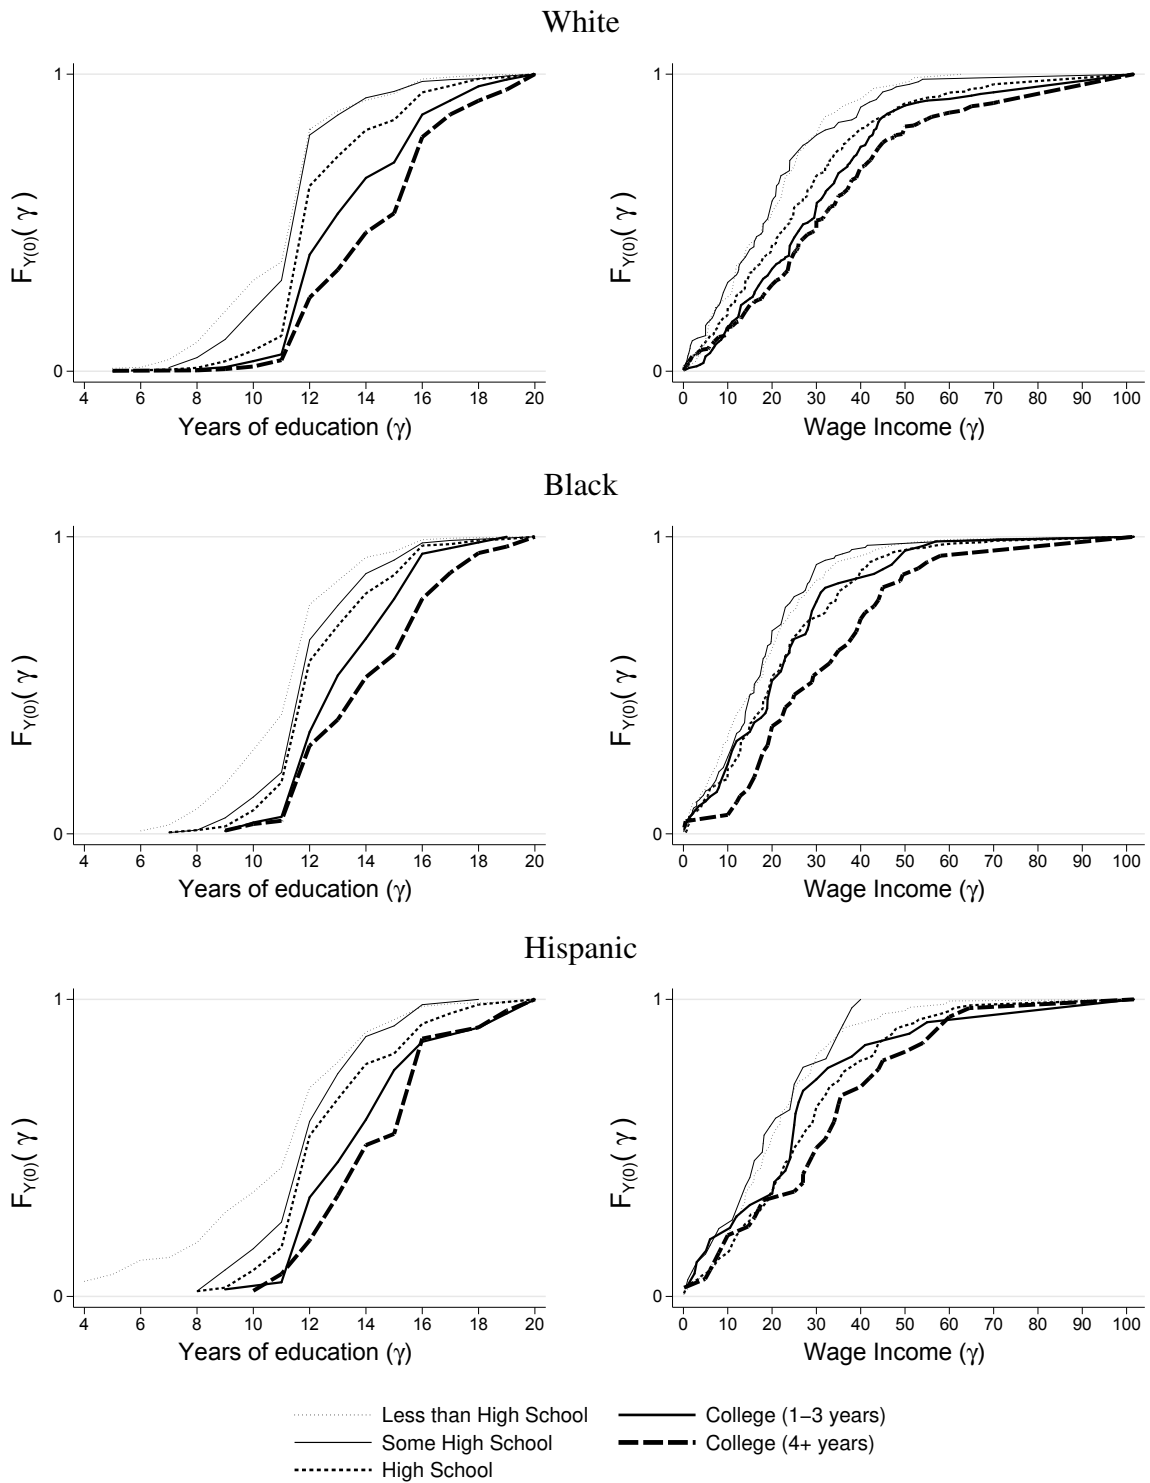 White
1
0
F_Y(0)( γ )
4 6 8 10 12 14 16 18 20
Years of education (γ)
1
0
F_Y(0)( γ )
0 10 20 30 40 50 60 70 80 90 100
Wage Income (γ)
Black
1
0
F_Y(0)( γ )
4 6 8 10 12 14 16 18 20
Years of education (γ)
1
0
F_Y(0)( γ )
0 10 20 30 40 50 60 70 80 90 100
Wage Income (γ)
Hispanic
1
0
F_Y(0)( γ )
4 6 8 10 12 14 16 18 20
Years of education (γ)
1
0
F_Y(0)( γ )
0 10 20 30 40 50 60 70 80 90 100
Wage Income (γ)
Less than High School
Some High School
High School
College (1–3 years)
College (4+ years)